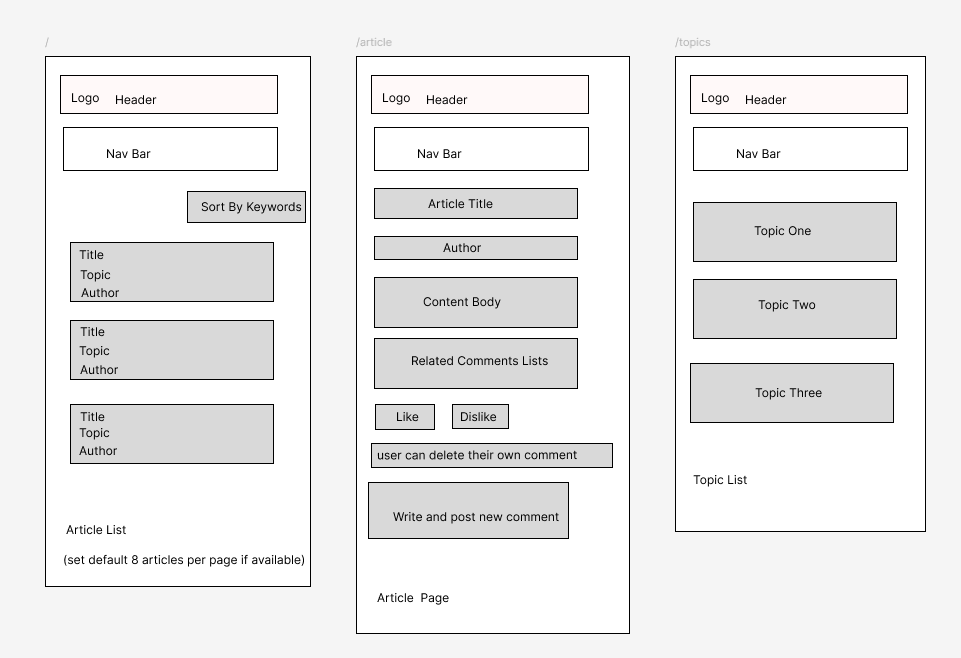 /
Logo Header
Nav Bar
Sort By Keywords
Title
Topic
Author
Title
Topic
Author
Title
Topic
Author
Article List
(set default 8 articles per page if available)
/article
Logo Header
Nav Bar
Article Title
Author
Content Body
Related Comments Lists
Like
Dislike
user can delete their own comment
Write and post new comment
Article Page
/topics
Logo Header
Nav Bar
Topic One
Topic Two
Topic Three
Topic List